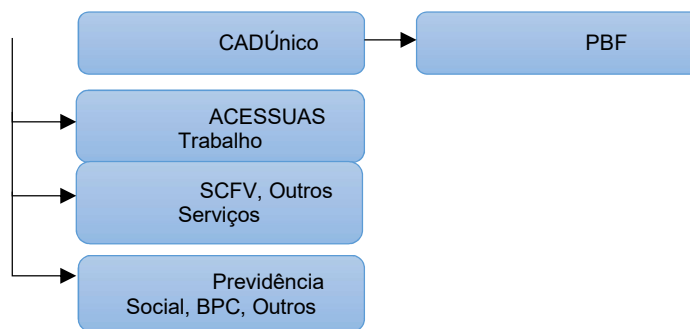 CADÚnico
PBF
ACESSUAS
Trabalho
SCFV, Outros
Serviços
Previdência
Social, BPC, Outros